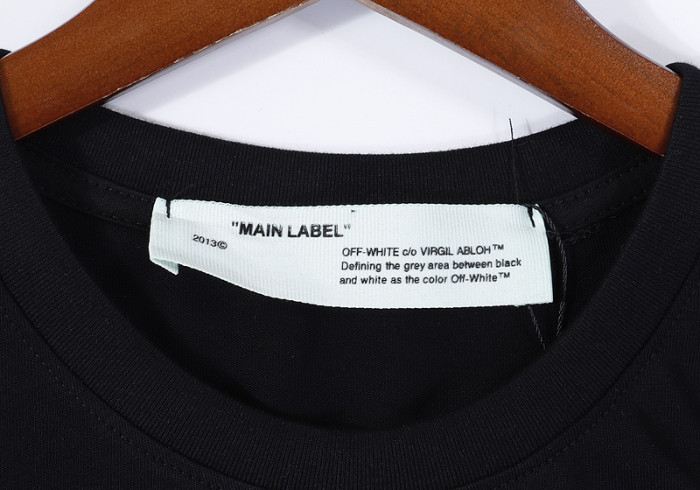 "MAIN LABEL"
2013©
OFF-WHITE c/o VIRGIL ABLOH™
Defining the grey area between black
and white as the color Off-White™